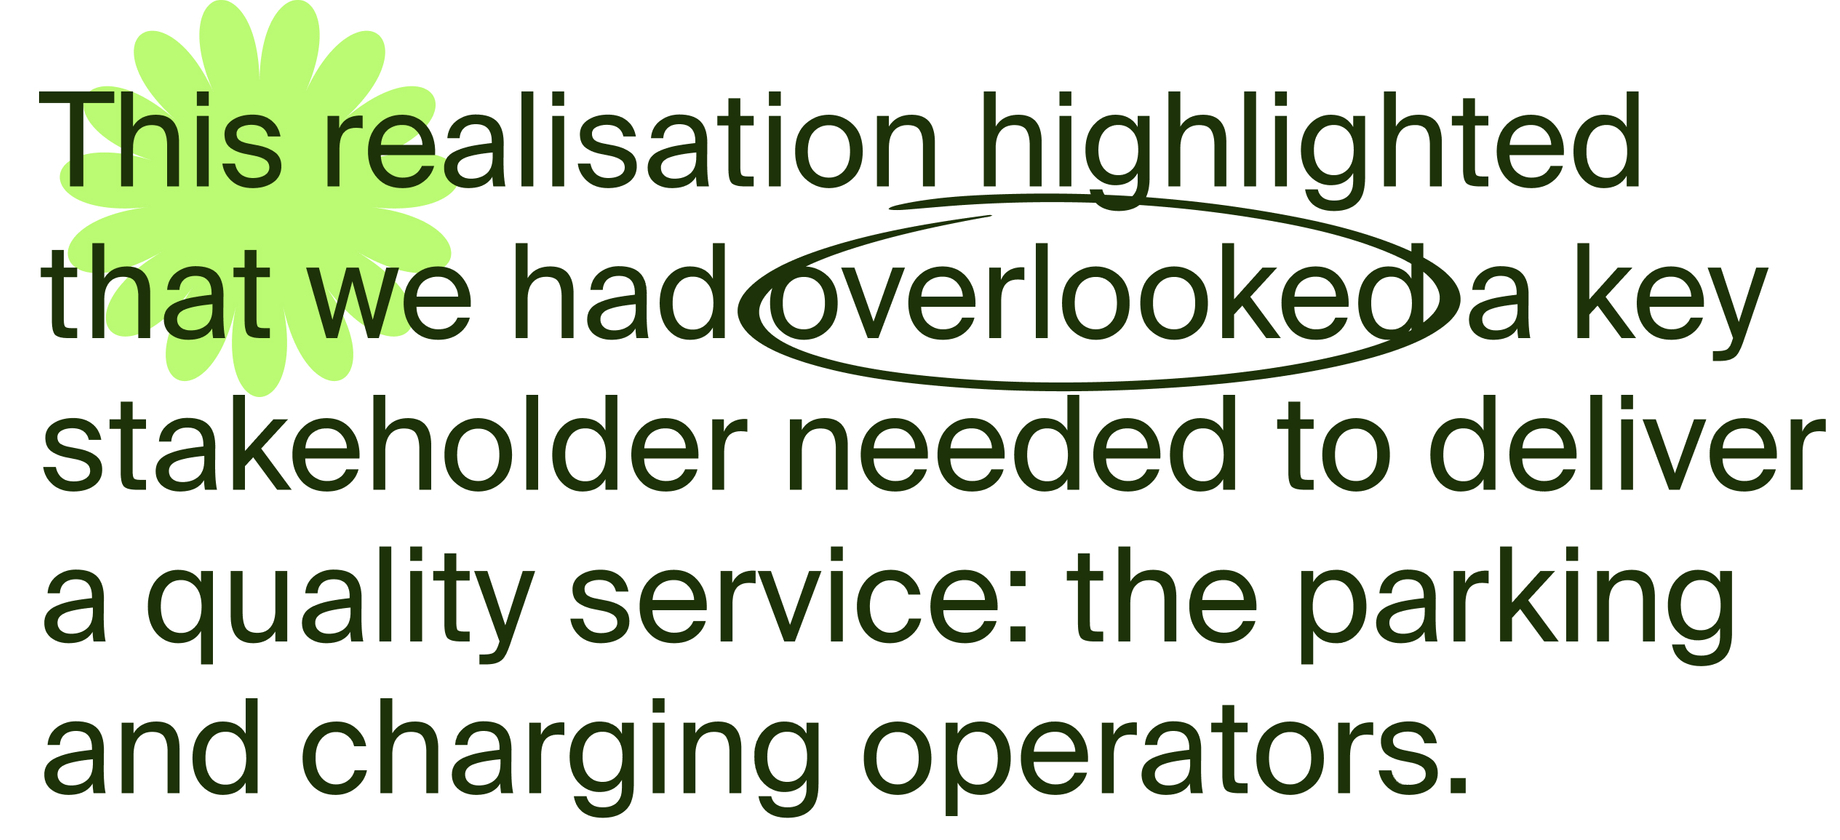 This realisation highlighted
that we had overlooked a key
stakeholder needed to deliver
a quality service: the parking
and charging operators.